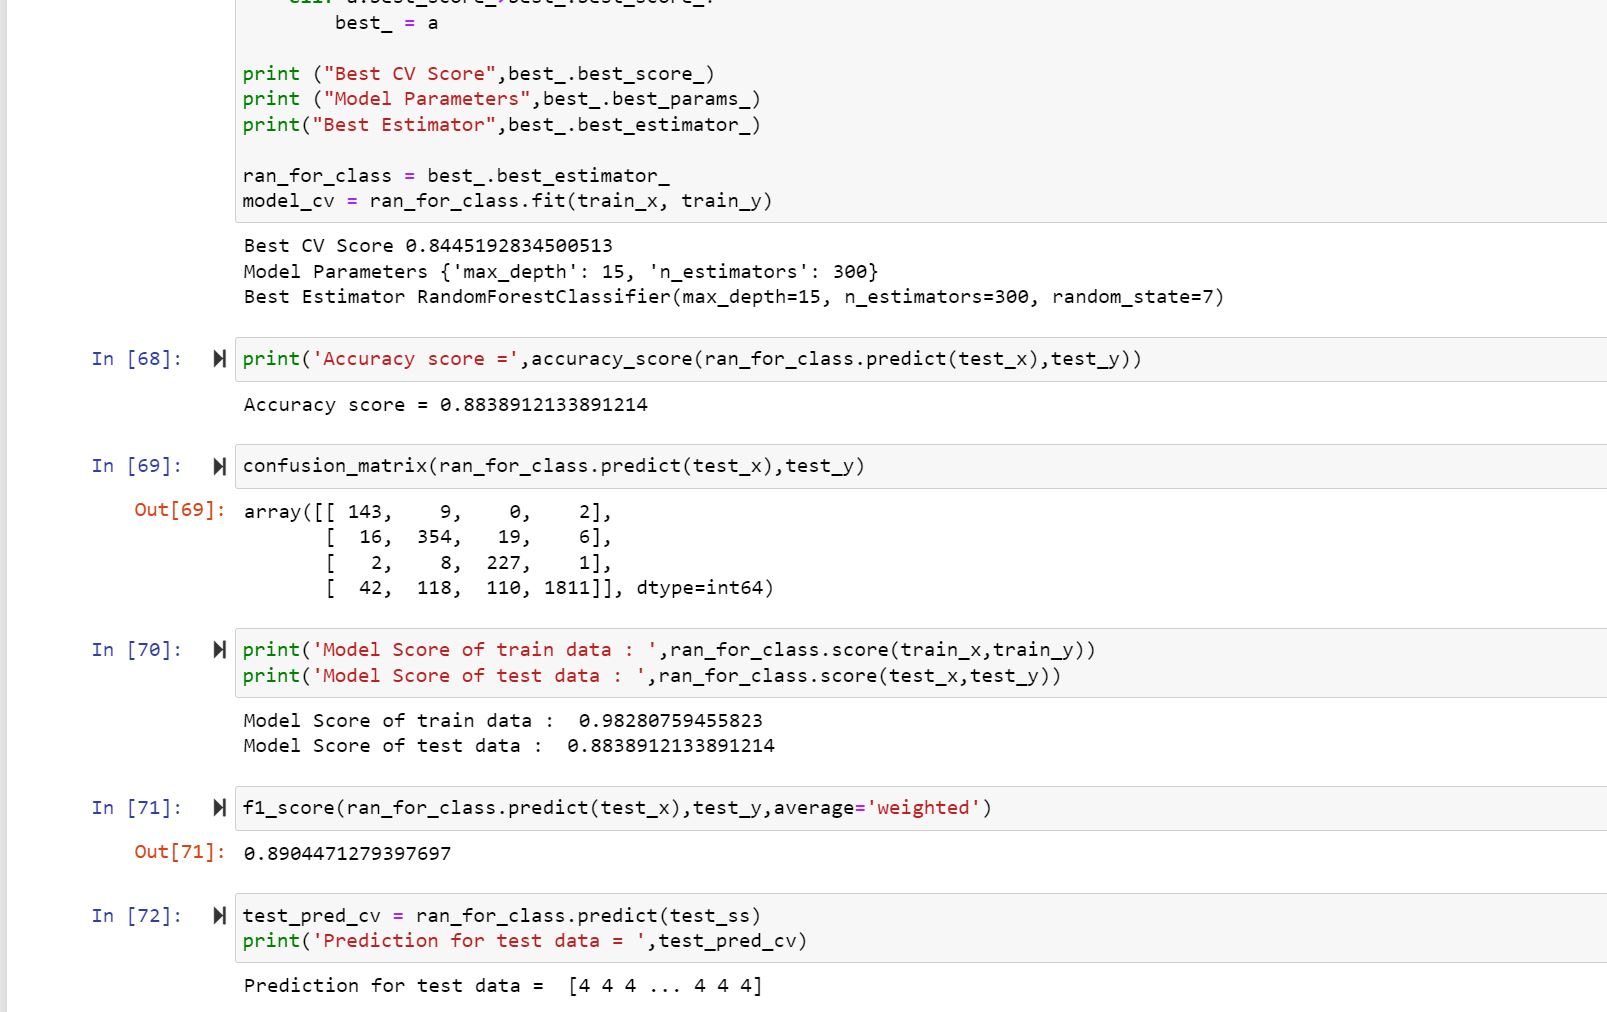 best_ = a
print ("Best CV Score",best_.best_score_)
print ("Model Parameters",best_.best_params_)
print("Best Estimator",best_.best_estimator_)
ran_for_class = best_.best_estimator_
model_cv = ran_for_class.fit(train_x, train_y)
Best CV Score 0.8445192834500513
Model Parameters {'max_depth': 15, 'n_estimators': 300}
Best Estimator RandomForestClassifier(max_depth=15, n_estimators=300, random_state=7)
In [68]: print('Accuracy score =',accuracy_score(ran_for_class.predict(test_x),test_y))
Accuracy score = 0.8838912133891214
In [69]: confusion_matrix(ran_for_class.predict(test_x),test_y)
Out[69]: array([[ 143,    9,    0,    2],
[  16,  354,   19,    6],
[   2,    8,  227,    1],
[  42,  118,  110, 1811]], dtype=int64)
In [70]: print('Model Score of train data : ',ran_for_class.score(train_x,train_y))
print('Model Score of test data : ',ran_for_class.score(test_x,test_y))
Model Score of train data :  0.98280759455823
Model Score of test data :  0.8838912133891214
In [71]: f1_score(ran_for_class.predict(test_x),test_y,average='weighted')
Out[71]: 0.8904471279397697
In [72]: test_pred_cv = ran_for_class.predict(test_ss)
print('Prediction for test data = ',test_pred_cv)
Prediction for test data =  [4 4 4 ... 4 4 4]